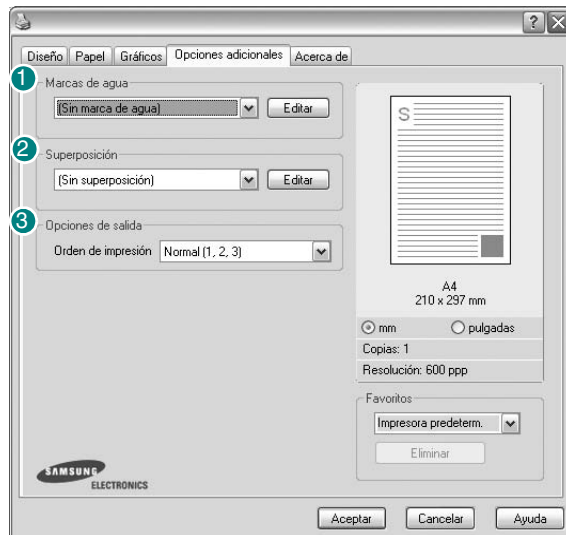 Diseño Papel Gráficos Opciones adicionales Acerca de
1 Marcas de agua
(Sin marca de agua) Editar
2 Superposición
(Sin superposición) Editar
3 Opciones de salida
Orden de impresión Normal (1, 2, 3)
S
A4
210 x 297 mm
mm pulgadas
Copias: 1
Resolución: 600 ppp
Favoritos
Impresora predeterm.
Eliminar
SAMSUNG
ELECTRONICS
Aceptar Cancelar Ayuda